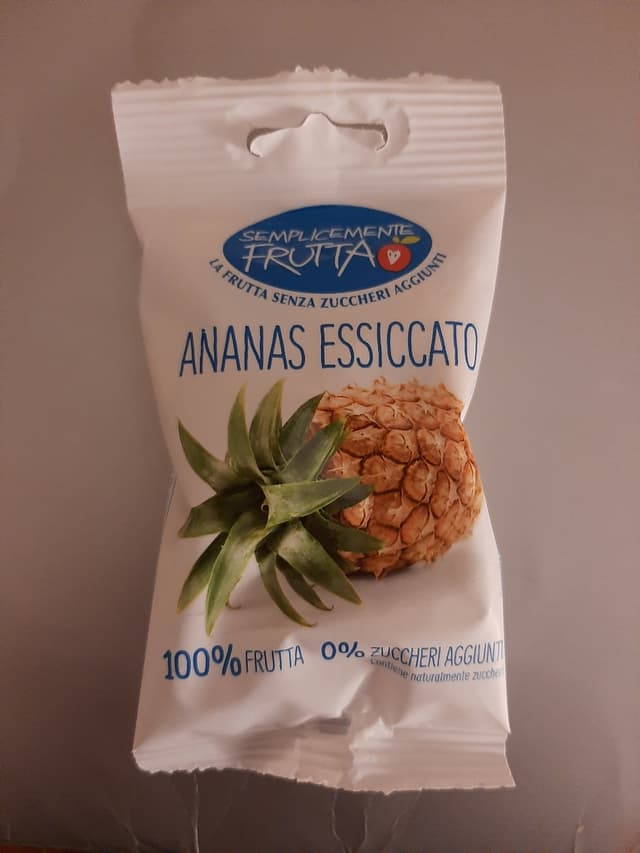 SEMPLICEMENTE
FRUTTA
LA FRUTTA SENZA ZUCCHERI AGGIUNTI
ANANAS ESSICCATO
100% FRUTTA 0% ZUCCHERI AGGIUNTI
contiene naturalmente zuccheri